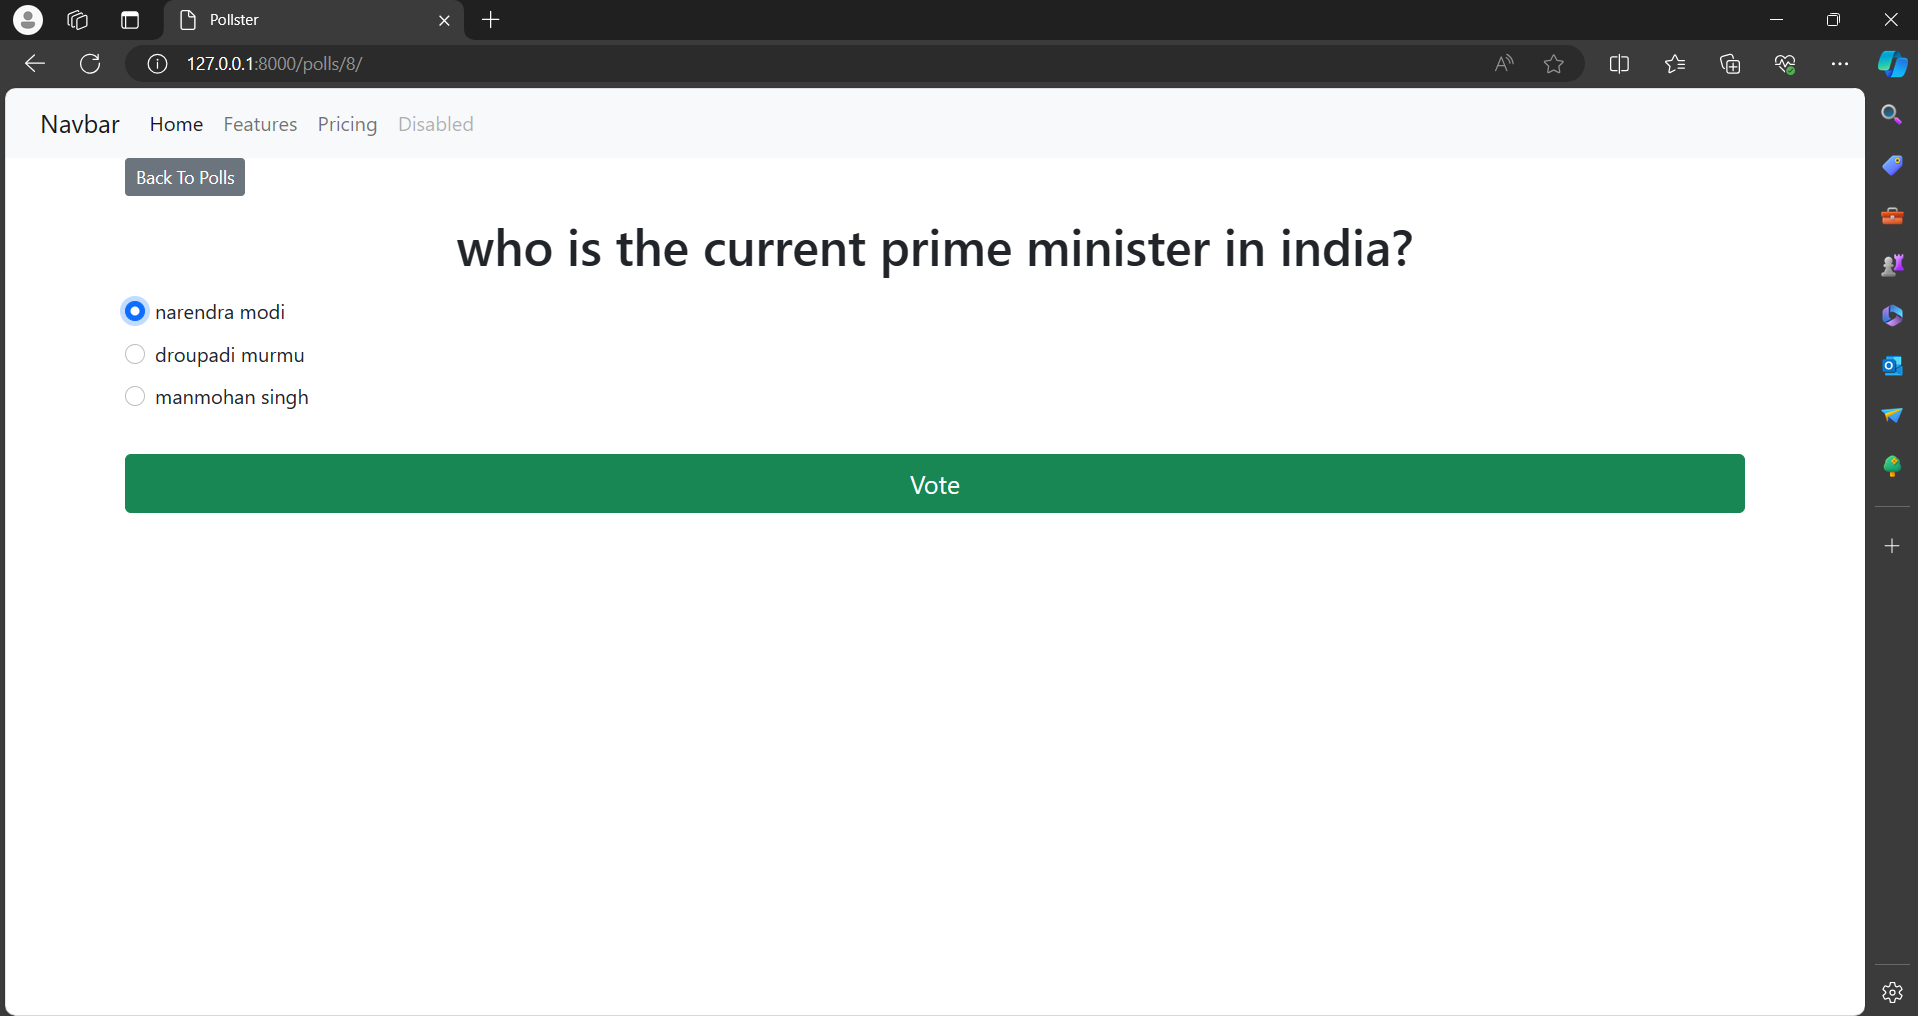 Pollster
127.0.0.1:8000/polls/8/
Navbar Home Features Pricing Disabled
Back To Polls
who is the current prime minister in india?
narendra modi
droupadi murmu
manmohan singh
Vote